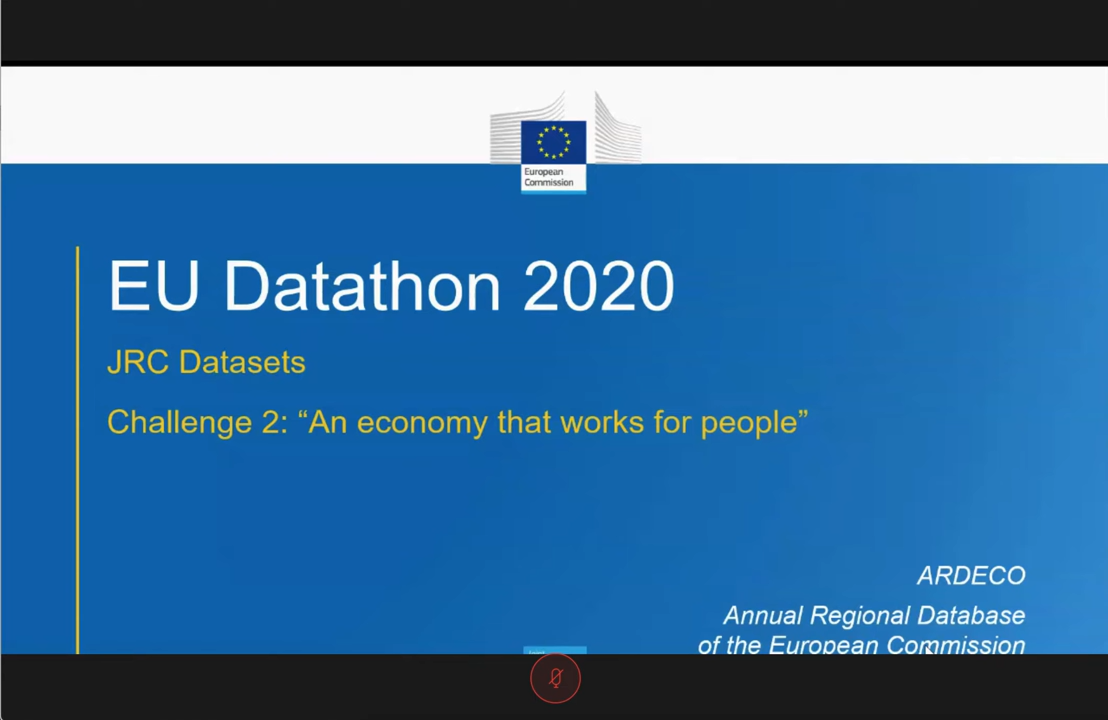 European
Commission
EU Datathon 2020
JRC Datasets
Challenge 2: “An economy that works for people”
ARDECO
Annual Regional Database
of the European Commission